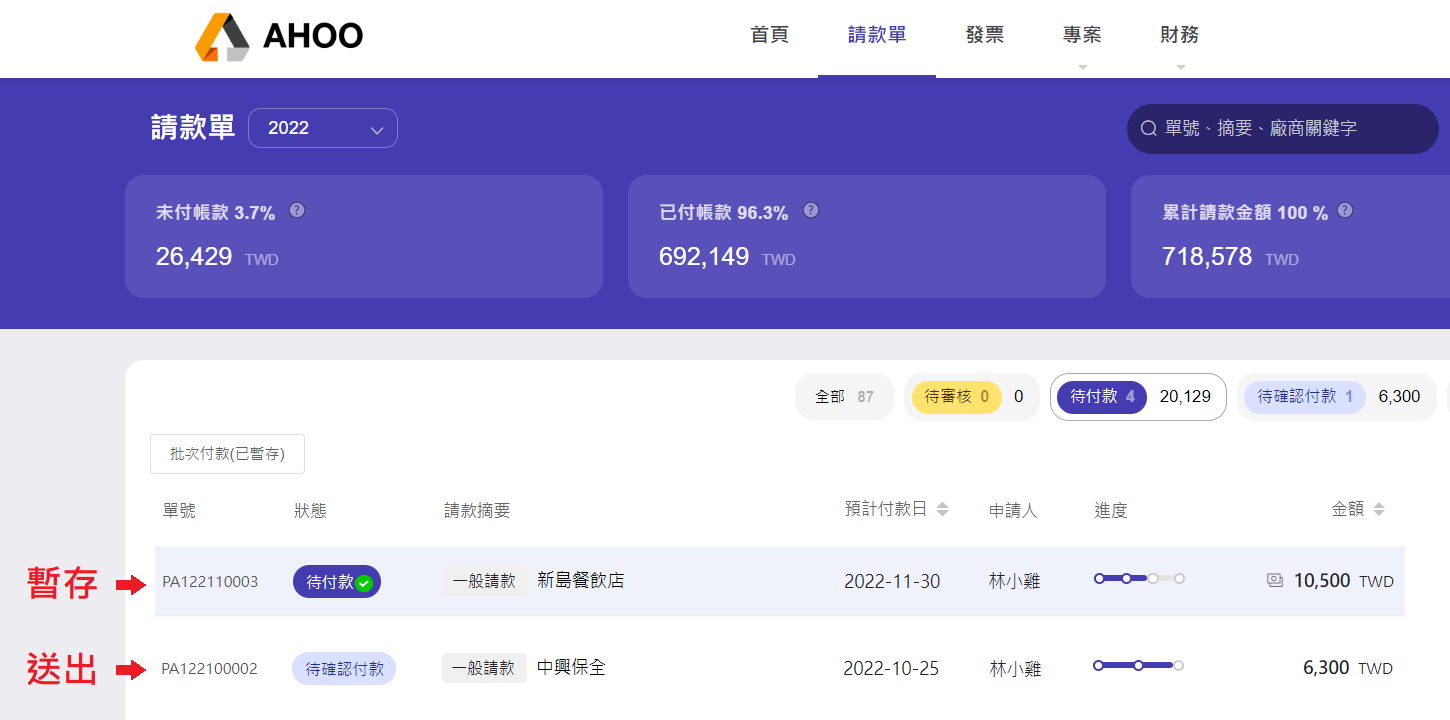 AHOO
首頁 請款單 發票 專案 財務
請款單 2022
單號、摘要、廠商關鍵字
未付帳款 3.7% ?
26,429 TWD
已付帳款 96.3% ?
692,149 TWD
累計請款金額 100 % ?
718,578 TWD
全部 87 待審核 0 0 待付款 4 20,129 待確認付款 1 6,300
批次付款(已暫存)
單號 狀態 請款摘要 預計付款日 申請人 進度 金額
暫存 PA122110003 待付款 一般請款 新島餐飲店 2022-11-30 林小雞 10,500 TWD
送出 PA122100002 待確認付款 一般請款 中興保全 2022-10-25 林小雞 6,300 TWD